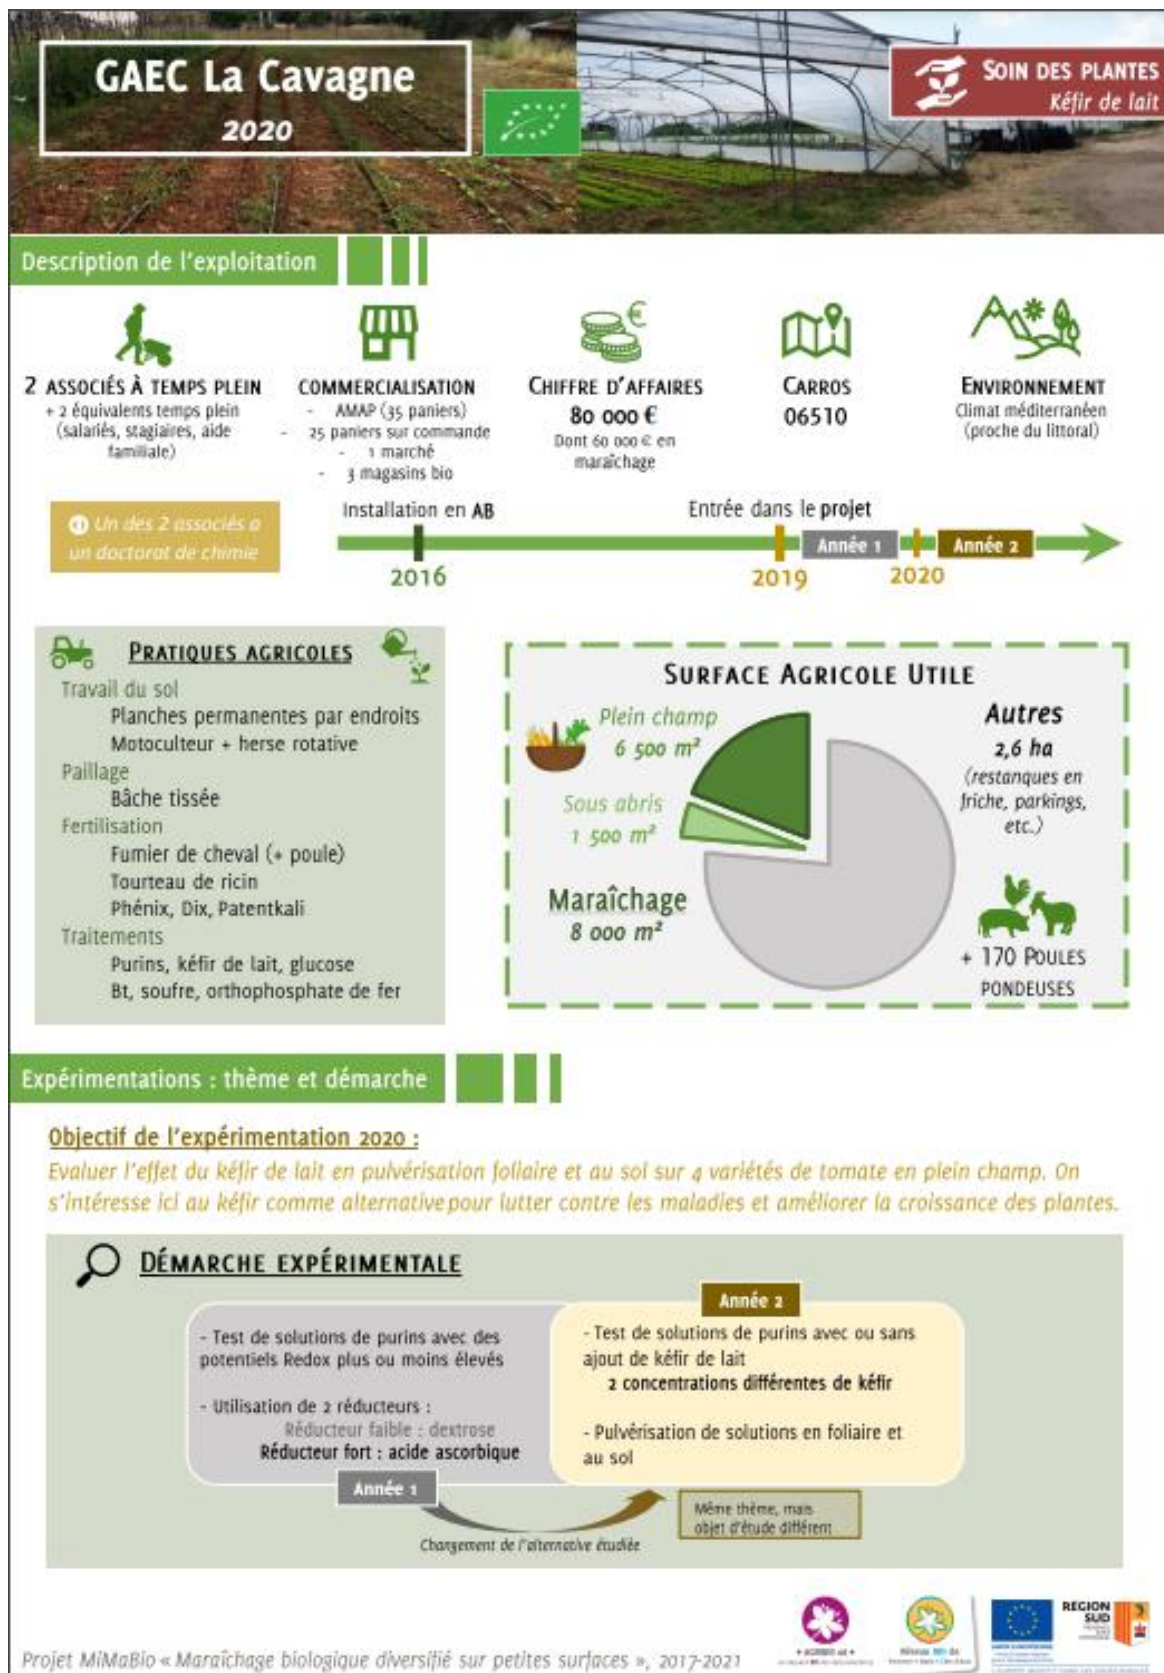 GAEC La Cavagne
2020
SOIN DES PLANTES
Kéfir de lait
Description de l'exploitation
2 ASSOCIÉS À TEMPS PLEIN
+ 2 équivalents temps plein
(salariés, stagiaires, aide
familiale)
COMMERCIALISATION
- AMAP (35 paniers)
- 25 paniers sur commande
- 1 marché
- 3 magasins bio
CHIFFRE D'AFFAIRES
80 000 €
Dont 60 000 € en
maraîchage
CARROS
06510
ENVIRONNEMENT
Climat méditerranéen
(proche du littoral)
Un des 2 associés a
un doctorat de chimie
Installation en AB
Entrée dans le projet
Année 1
Année 2
2016
2019
2020
PRATIQUES AGRICOLES
Travail du sol
Planches permanentes par endroits
Motoculteur + herse rotative
Paillage
Bâche tissée
Fertilisation
Fumier de cheval (+ poule)
Tourteau de ricin
Phénix, Dix, Patentkali
Traitements
Purins, kéfir de lait, glucose
Bt, soufre, orthophosphate de fer
SURFACE AGRICOLE UTILE
Plein champ
6 500 m²
Sous abris
1 500 m²
Maraîchage
8 000 m²
Autres
2,6 ha
(restanques en
friche, parkings,
etc.)
+ 170 POULES
PONDEUSES
Expérimentations : thème et démarche
Objectif de l'expérimentation 2020 :
Evaluer l'effet du kéfir de lait en pulvérisation foliaire et au sol sur 4 variétés de tomate en plein champ. On
s'intéresse ici au kéfir comme alternative pour lutter contre les maladies et améliorer la croissance des plantes.
DÉMARCHE EXPÉRIMENTALE
- Test de solutions de purins avec des
potentiels Redox plus ou moins élevés
- Utilisation de 2 réducteurs :
Réducteur faible : dextrose
Réducteur fort : acide ascorbique
Année 1
Année 2
- Test de solutions de purins avec ou sans
ajout de kéfir de lait
2 concentrations différentes de kéfir
- Pulvérisation de solutions en foliaire et
au sol
Changement de l'alternative étudiée
Même thème, mais
objet d'étude différent
Projet MiMaBio « Maraîchage biologique diversifié sur petites surfaces », 2017-2021
REGION
SUD